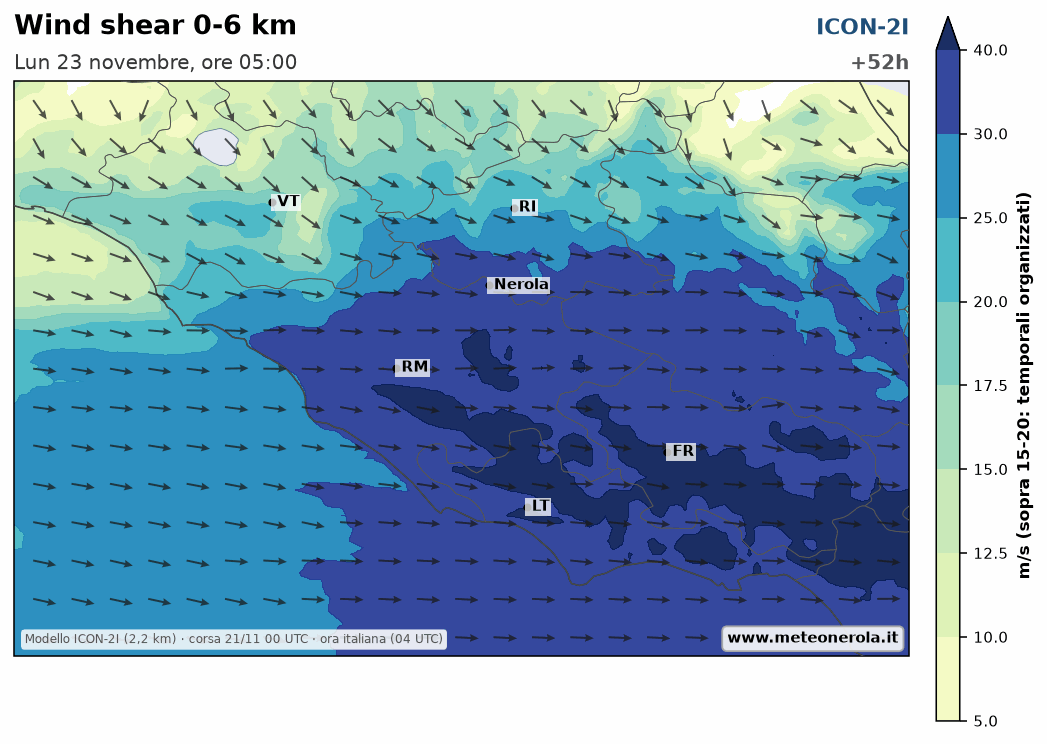 Wind shear 0-6 km
ICON-2I
Lun 23 novembre, ore 05:00
+52h
40.0
30.0
25.0
20.0
17.5
15.0
12.5
10.0
5.0
m/s (sopra 15-20: temporali organizzati)
VT
RI
Nerola
RM
FR
LT
Modello ICON-2I (2,2 km) · corsa 21/11 00 UTC · ora italiana (04 UTC)
www.meteonerola.it